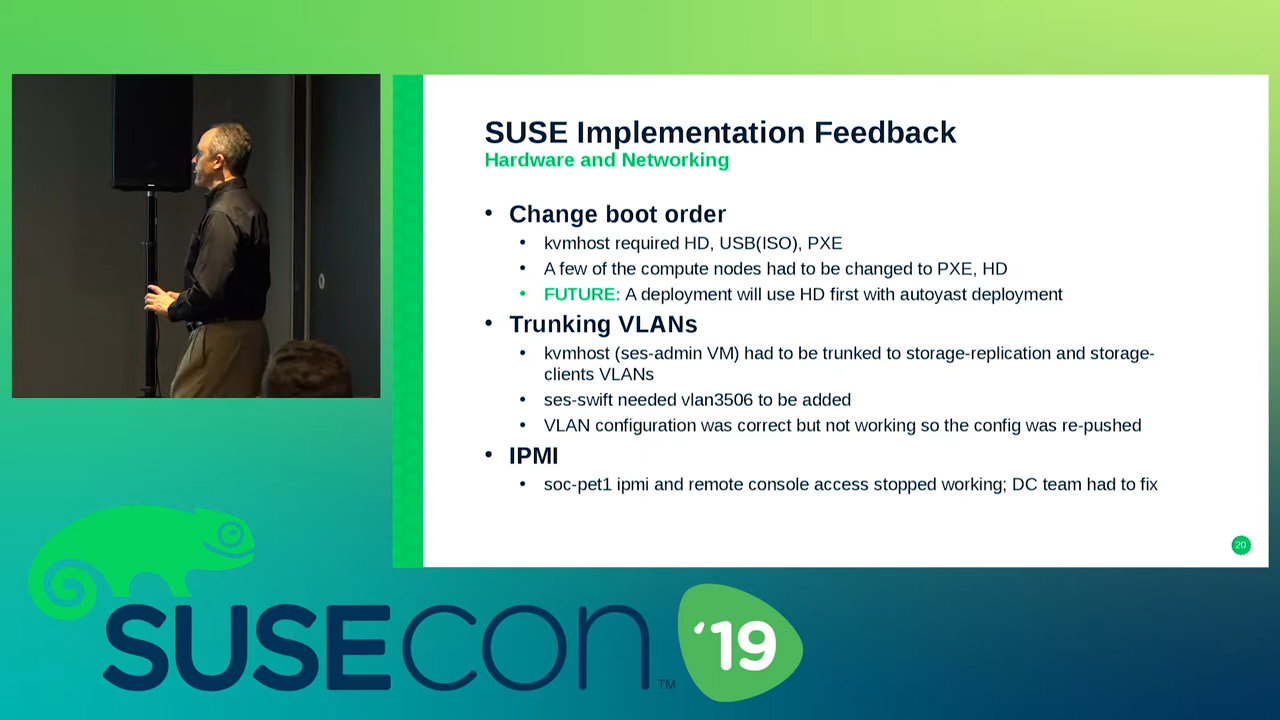 SUSE Implementation Feedback
Hardware and Networking
• Change boot order
• kvmhost required HD, USB(ISO), PXE
• A few of the compute nodes had to be changed to PXE, HD
• FUTURE: A deployment will use HD first with autoyast deployment
• Trunking VLANs
• kvmhost (ses-admin VM) had to be trunked to storage-replication and storage-
clients VLANs
• ses-swift needed vlan3506 to be added
• VLAN configuration was correct but not working so the config was re-pushed
• IPMI
• soc-pet1 ipmi and remote console access stopped working; DC team had to fix
20
SUSECON ™ '19